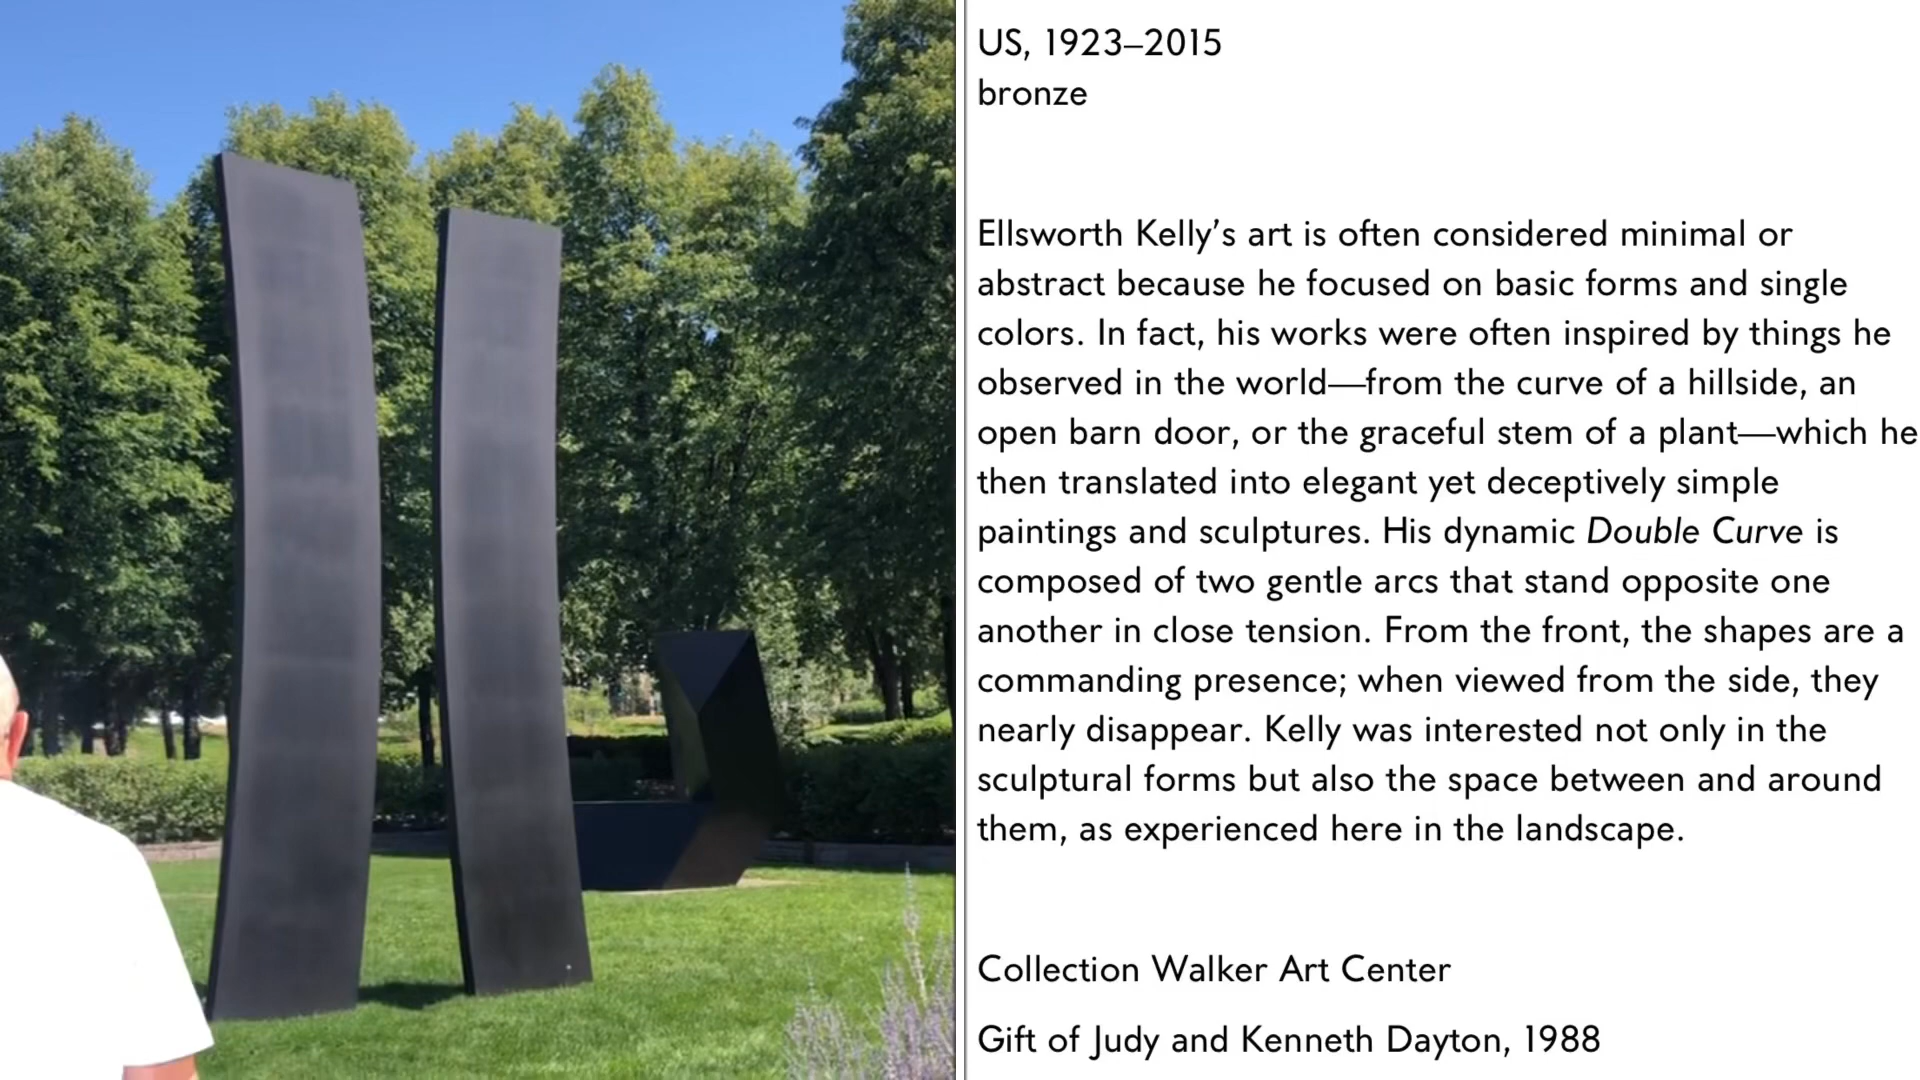 US, 1923–2015
bronze
Ellsworth Kelly’s art is often considered minimal or
abstract because he focused on basic forms and single
colors. In fact, his works were often inspired by things he
observed in the world—from the curve of a hillside, an
open barn door, or the graceful stem of a plant—which he
then translated into elegant yet deceptively simple
paintings and sculptures. His dynamic Double Curve is
composed of two gentle arcs that stand opposite one
another in close tension. From the front, the shapes are a
commanding presence; when viewed from the side, they
nearly disappear. Kelly was interested not only in the
sculptural forms but also the space between and around
them, as experienced here in the landscape.
Collection Walker Art Center
Gift of Judy and Kenneth Dayton, 1988